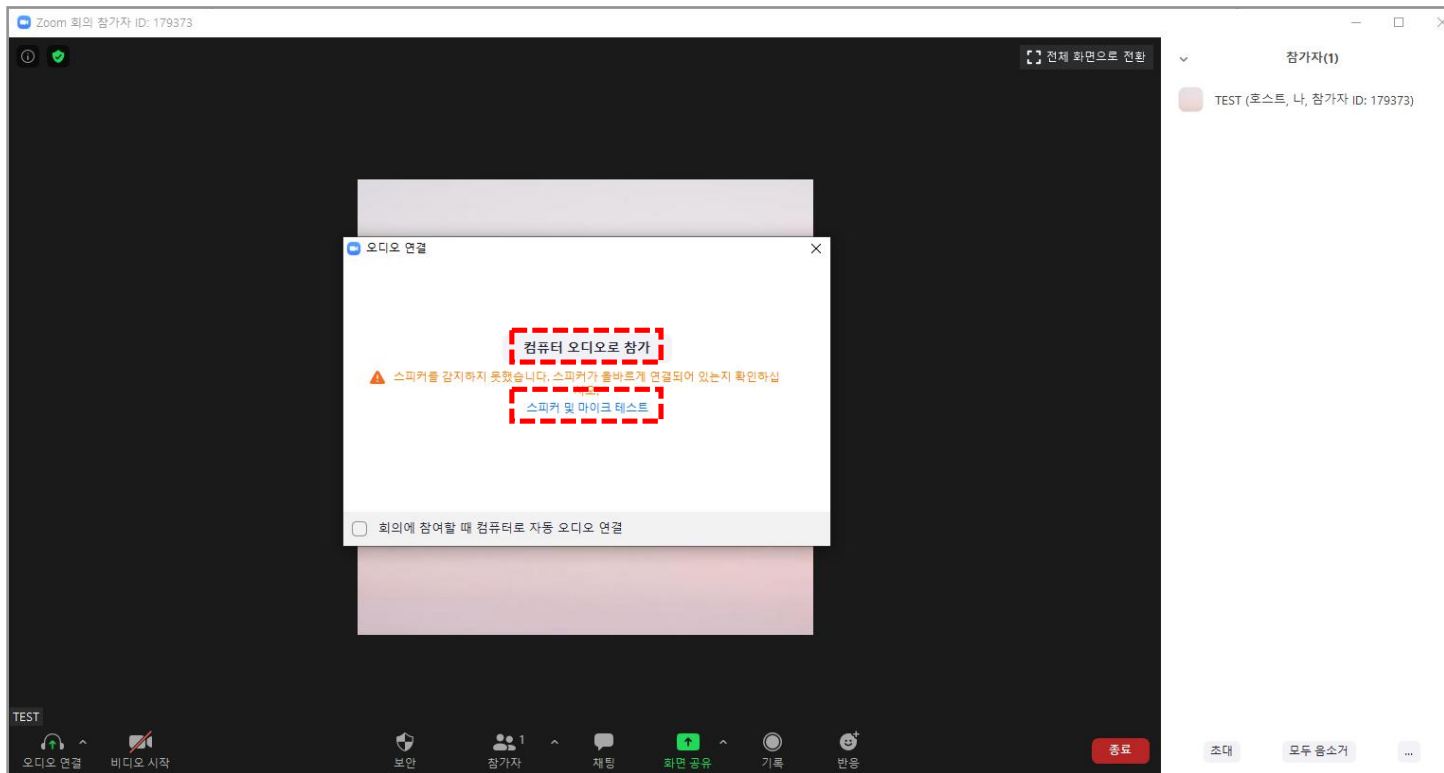 Zoom 회의 참가자 ID: 179373
전체 화면으로 전환
참가자(1)
TEST (호스트, 나, 참가자 ID: 179373)
오디오 연결
컴퓨터 오디오로 참가
스피커를 감지하지 못했습니다. 스피커가 올바르게 연결되어 있는지 확인하십
스피커 및 마이크 테스트
회의에 참여할 때 컴퓨터로 자동 오디오 연결
TEST
오디오 연결
비디오 시작
보안
1
참가자
채팅
화면 공유
기록
반응
종료
초대
모두 음소거
...